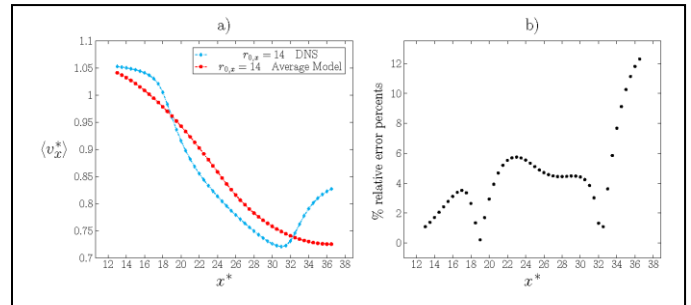 a)
1.1
1.05
1
0.95
0.9
0.85
0.8
0.75
0.7
⟨v*x⟩
r0,x = 14 DNS
r0,x = 14 Average Model
12 14 16 18 20 22 24 26 28 30 32 34 36 38
x*
b)
12
10
8
6
4
2
0
% relative error percents
12 14 16 18 20 22 24 26 28 30 32 34 36 38
x*